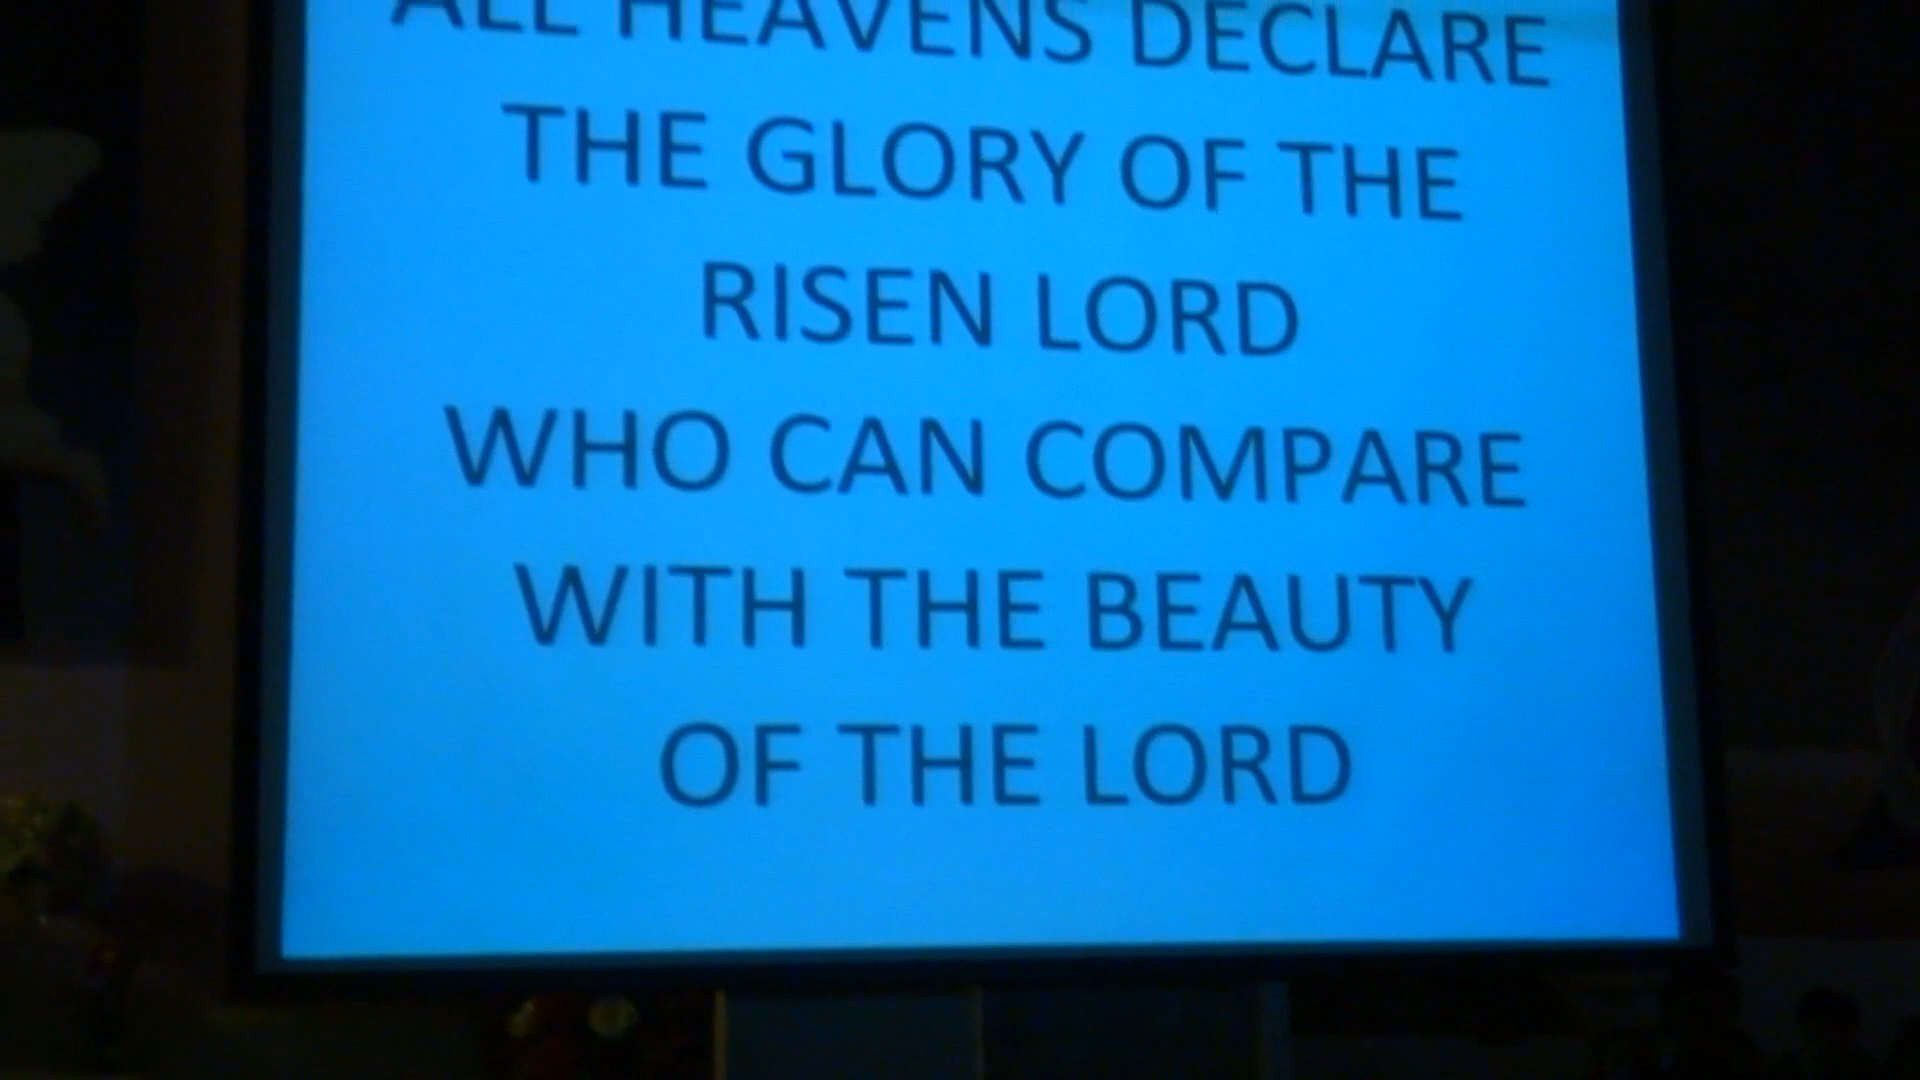 ALL HEAVENS DECLARE
THE GLORY OF THE
RISEN LORD
WHO CAN COMPARE
WITH THE BEAUTY
OF THE LORD